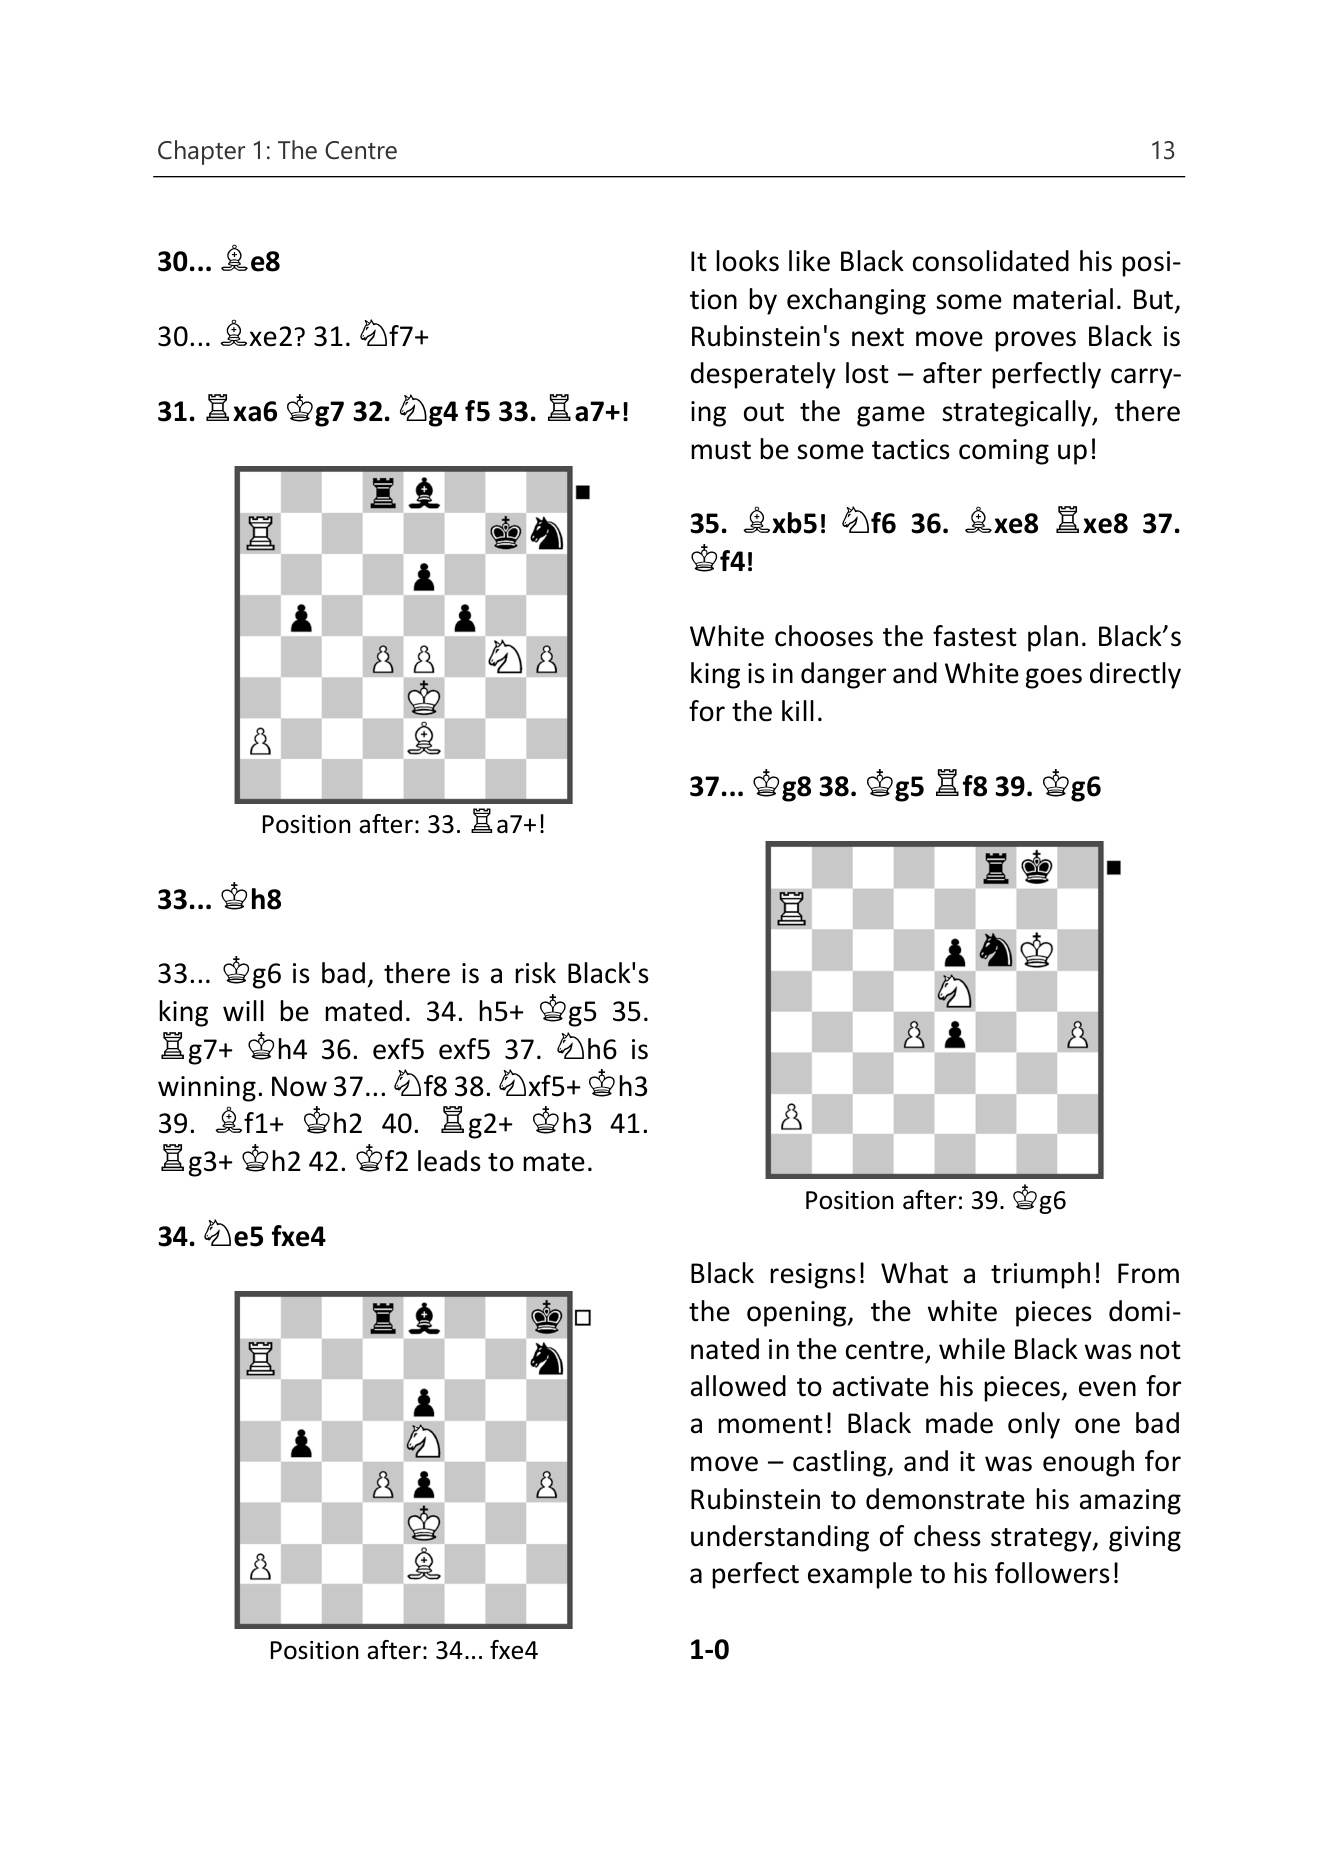 Chapter 1: The Centre 13
30... ♗e8
30... ♗xe2? 31. ♘f7+
31. ♖xa6 ♔g7 32. ♘g4 f5 33. ♖a7+!
Position after: 33. ♖a7+!
33... ♔h8
33... ♔g6 is bad, there is a risk Black's
king will be mated. 34. h5+ ♔g5 35.
♖g7+ ♔h4 36. exf5 exf5 37. ♘h6 is
winning. Now 37... ♘f8 38. ♘xf5+ ♔h3
39. ♗f1+ ♔h2 40. ♖g2+ ♔h3 41.
♖g3+ ♔h2 42. ♔f2 leads to mate.
34. ♘e5 fxe4
Position after: 34... fxe4
It looks like Black consolidated his posi-
tion by exchanging some material. But,
Rubinstein's next move proves Black is
desperately lost – after perfectly carry-
ing out the game strategically, there
must be some tactics coming up!
35. ♗xb5! ♘f6 36. ♗xe8 ♖xe8 37.
♔f4!
White chooses the fastest plan. Black’s
king is in danger and White goes directly
for the kill.
37... ♔g8 38. ♔g5 ♖f8 39. ♔g6
Position after: 39. ♔g6
Black resigns! What a triumph! From
the opening, the white pieces domi-
nated in the centre, while Black was not
allowed to activate his pieces, even for
a moment! Black made only one bad
move – castling, and it was enough for
Rubinstein to demonstrate his amazing
understanding of chess strategy, giving
a perfect example to his followers!
1-0